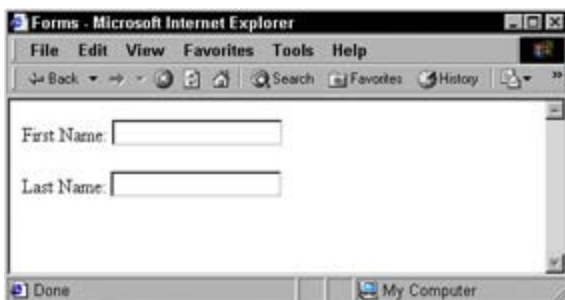 Forms - Microsoft Internet Explorer
File Edit View Favorites Tools Help
Back Search Favorites History »
First Name:
Last Name:
Done My Computer